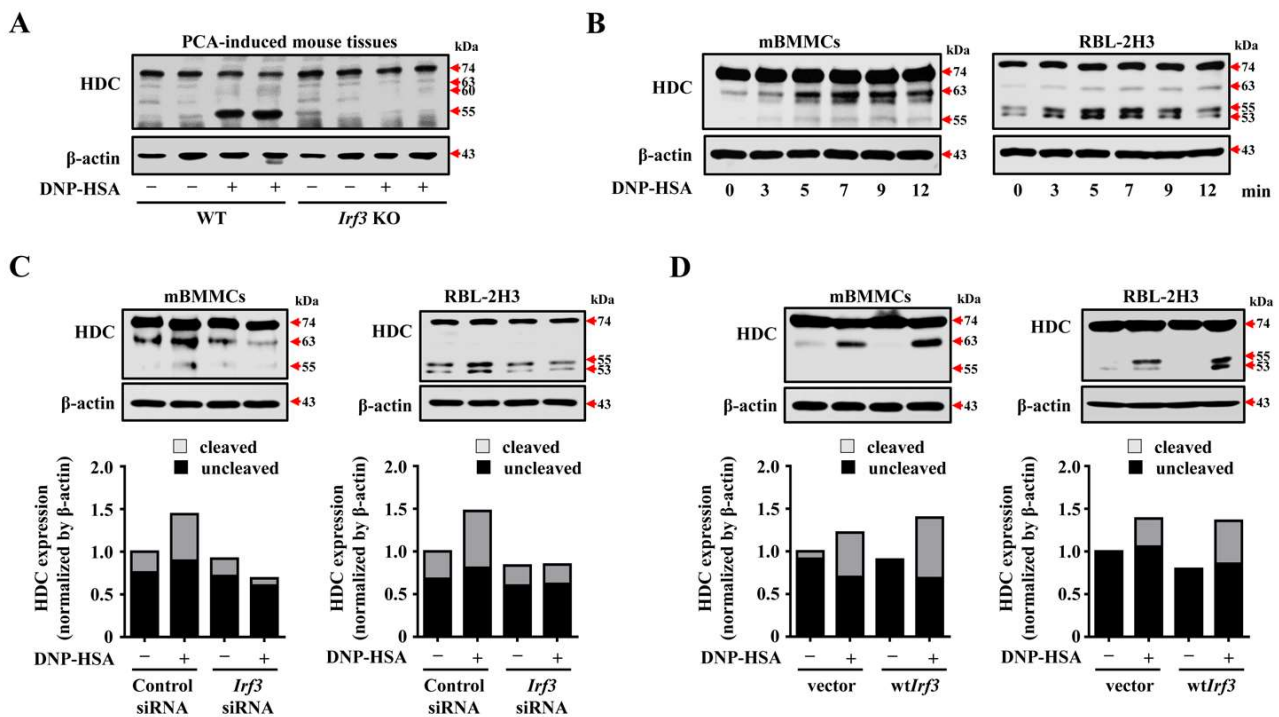 A
PCA-induced mouse tissues
kDa
HDC
74
63
60
55
β-actin
43
DNP-HSA − − + + − − + +
WT Irf3 KO
B
mBMMCs
kDa
HDC
74
63
55
β-actin
43
DNP-HSA 0 3 5 7 9 12
RBL-2H3
kDa
74
63
55
53
43
0 3 5 7 9 12 min
C
mBMMCs
kDa
HDC
74
63
55
β-actin
43
cleaved
uncleaved
HDC expression
(normalized by β-actin)
2.0
1.5
1.0
0.5
0
DNP-HSA − + − +
Control Irf3
siRNA siRNA
RBL-2H3
kDa
HDC
74
55
53
β-actin
43
cleaved
uncleaved
HDC expression
(normalized by β-actin)
2.0
1.5
1.0
0.5
0
DNP-HSA − + − +
Control Irf3
siRNA siRNA
D
mBMMCs
kDa
HDC
74
63
55
β-actin
43
cleaved
uncleaved
HDC expression
(normalized by β-actin)
2.0
1.5
1.0
0.5
0
DNP-HSA − + − +
vector wtIrf3
RBL-2H3
kDa
HDC
74
55
53
β-actin
43
cleaved
uncleaved
HDC expression
(normalized by β-actin)
2.0
1.5
1.0
0.5
0
DNP-HSA − + − +
vector wtIrf3